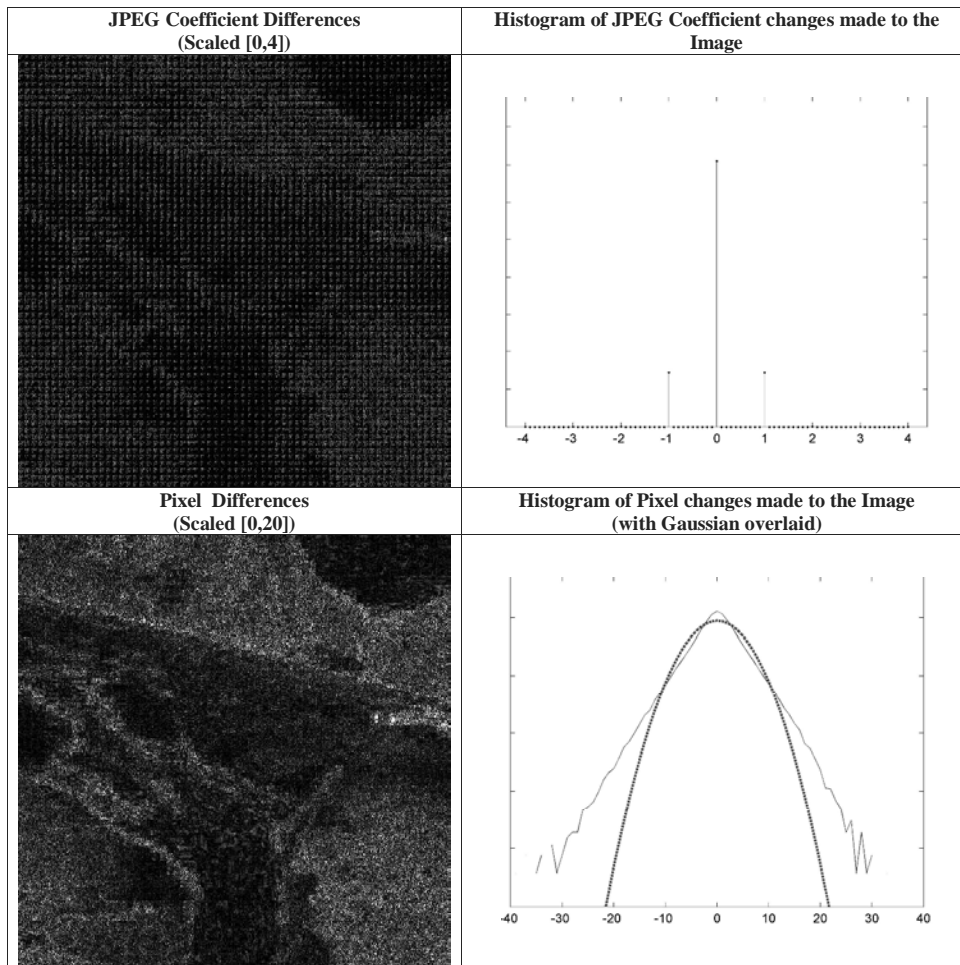 JPEG Coefficient Differences
(Scaled [0,4])
Histogram of JPEG Coefficient changes made to the
Image
-4 -3 -2 -1 0 1 2 3 4
Pixel Differences
(Scaled [0,20])
Histogram of Pixel changes made to the Image
(with Gaussian overlaid)
-40 -30 -20 -10 0 10 20 30 40